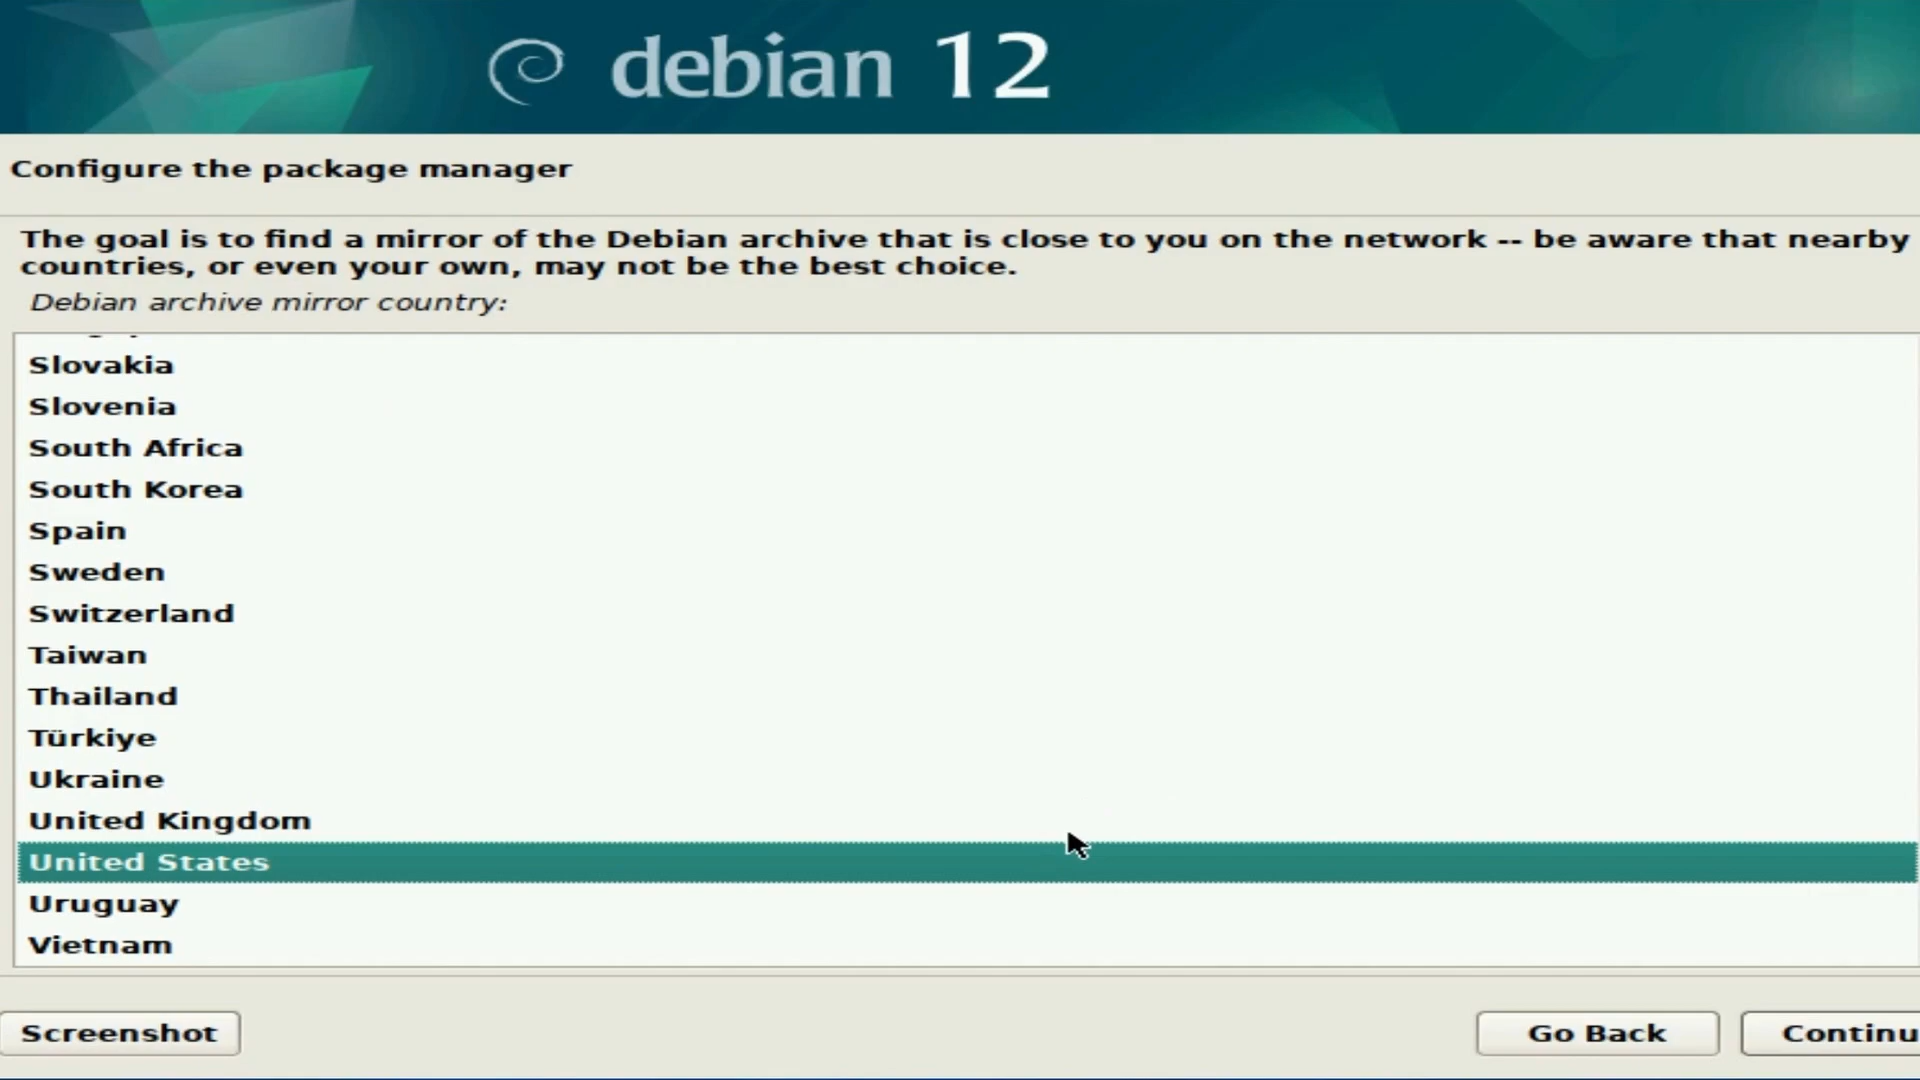 debian 12
Configure the package manager
The goal is to find a mirror of the Debian archive that is close to you on the network -- be aware that nearby
countries, or even your own, may not be the best choice.
Debian archive mirror country:
Slovakia
Slovenia
South Africa
South Korea
Spain
Sweden
Switzerland
Taiwan
Thailand
Türkiye
Ukraine
United Kingdom
United States
Uruguay
Vietnam
Screenshot
Go Back
Continu